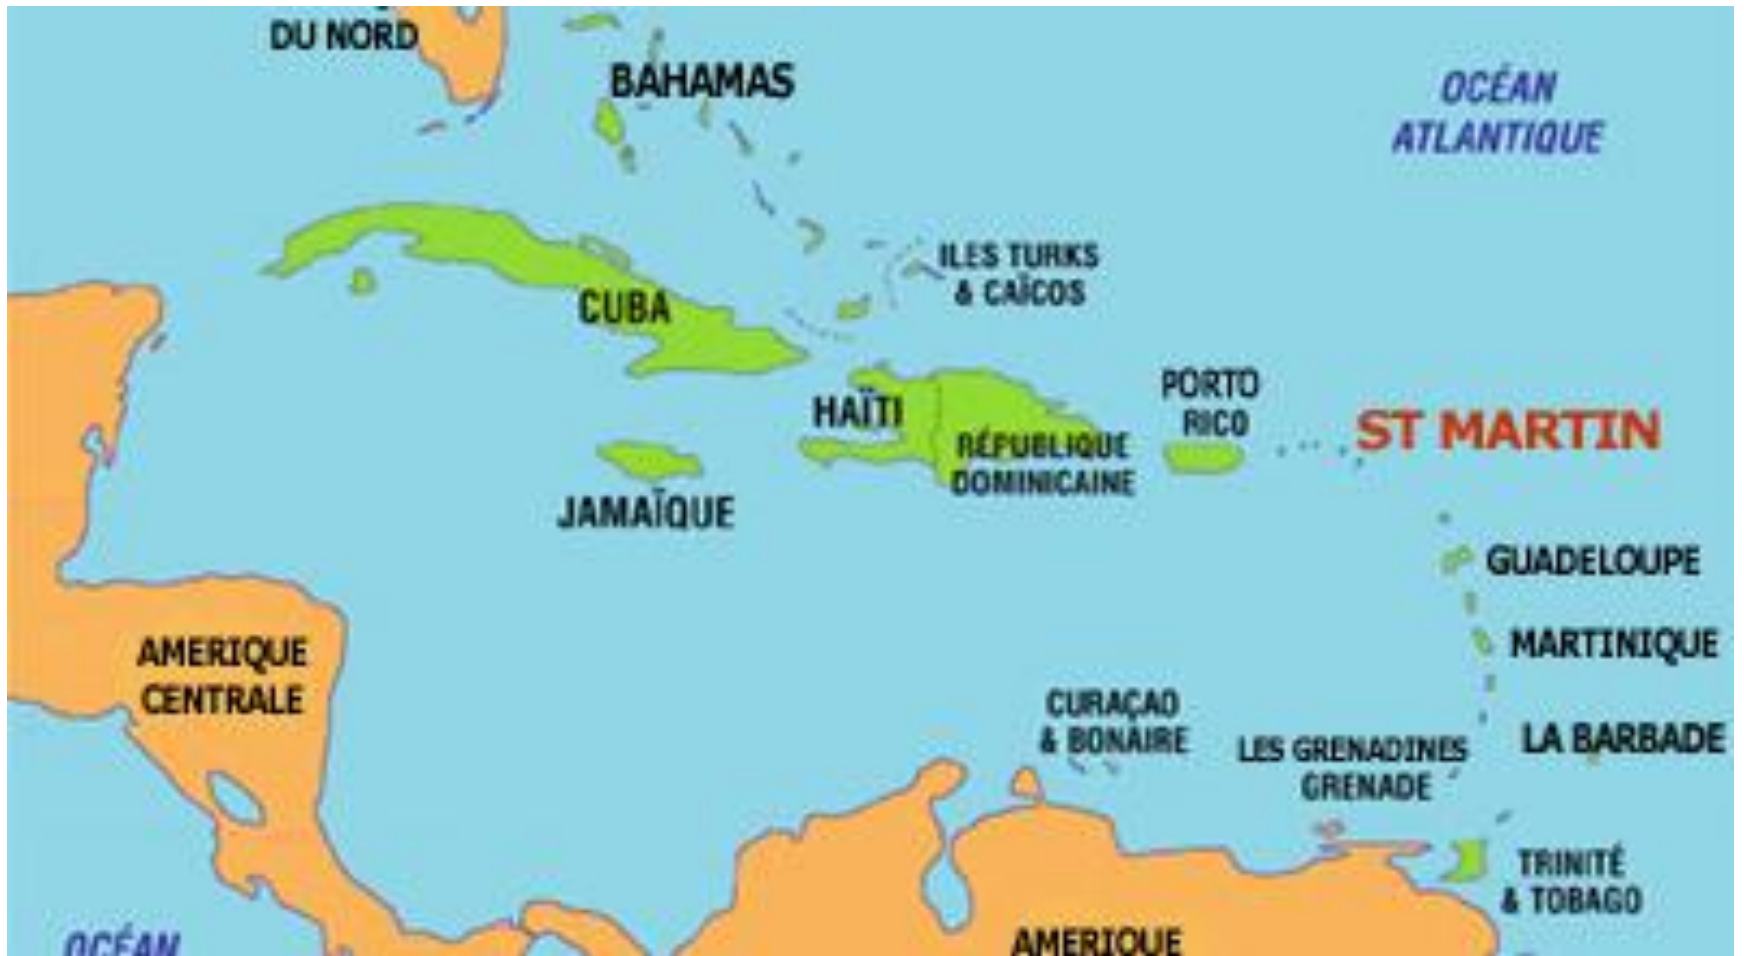 DU NORD
BAHAMAS
OCÉAN
ATLANTIQUE
ILES TURKS
& CAÏCOS
CUBA
HAÏTI
RÉPUBLIQUE
DOMINICAINE
PORTO
RICO
ST MARTIN
JAMAÏQUE
GUADELOUPE
MARTINIQUE
AMERIQUE
CENTRALE
CURAÇAO
& BONAIRE
LES GRENADINES
GRENADE
LA BARBADE
TRINITÉ
& TOBAGO
OCÉAN
AMERIQUE